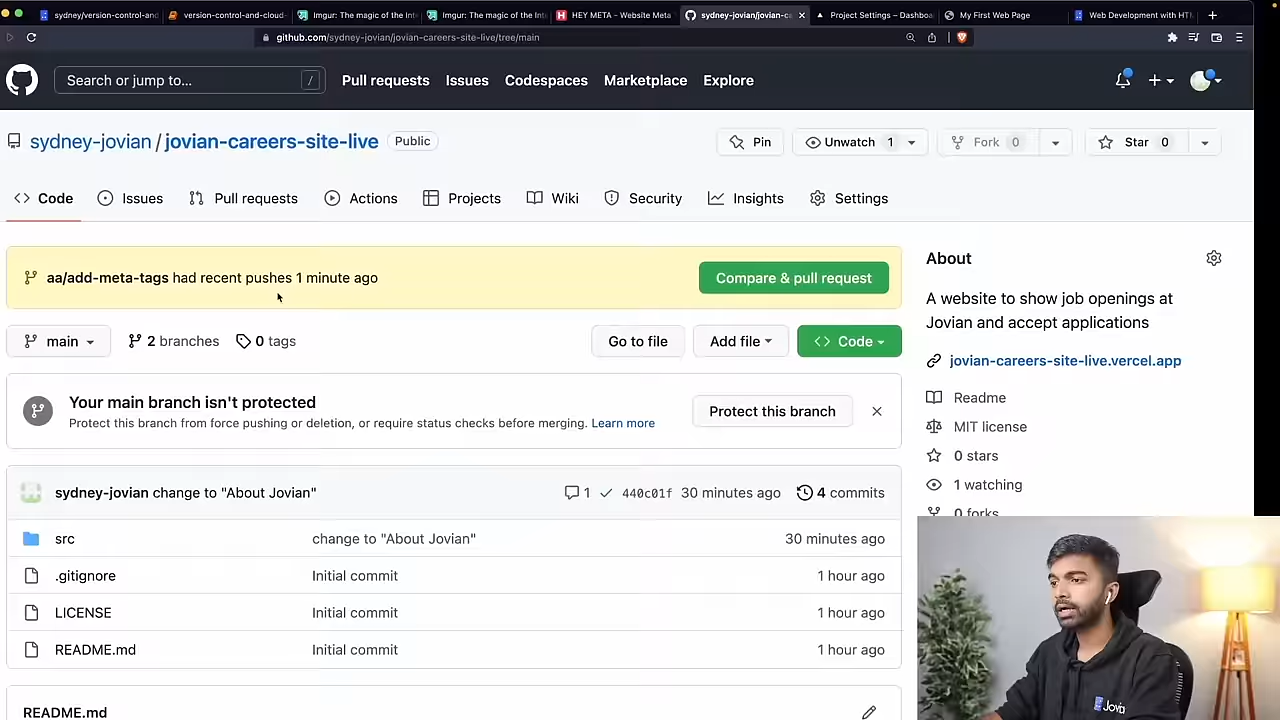 sydney/version-control-and-
version-control-and-cloud-
Imgur: The magic of the Int
Imgur: The magic of the Int
HEY META - Website Meta
sydney-jovian/jovian-ca
Project Settings – Dashboa
My First Web Page
Web Development with HTM
github.com/sydney-jovian/jovian-careers-site-live/tree/main
Search or jump to...
/
Pull requests
Issues
Codespaces
Marketplace
Explore
sydney-jovian / jovian-careers-site-live
Public
Pin
Unwatch 1
Fork 0
Star 0
Code
Issues
Pull requests
Actions
Projects
Wiki
Security
Insights
Settings
aa/add-meta-tags had recent pushes 1 minute ago
Compare & pull request
main
2 branches
0 tags
Go to file
Add file
Code
Your main branch isn't protected
Protect this branch from force pushing or deletion, or require status checks before merging. Learn more
Protect this branch
sydney-jovian change to "About Jovian"
1
440c01f 30 minutes ago
4 commits
src
change to "About Jovian"
30 minutes ago
.gitignore
Initial commit
1 hour ago
LICENSE
Initial commit
1 hour ago
README.md
Initial commit
1 hour ago
README.md
About
A website to show job openings at
Jovian and accept applications
jovian-careers-site-live.vercel.app
Readme
MIT license
0 stars
1 watching
0 forks